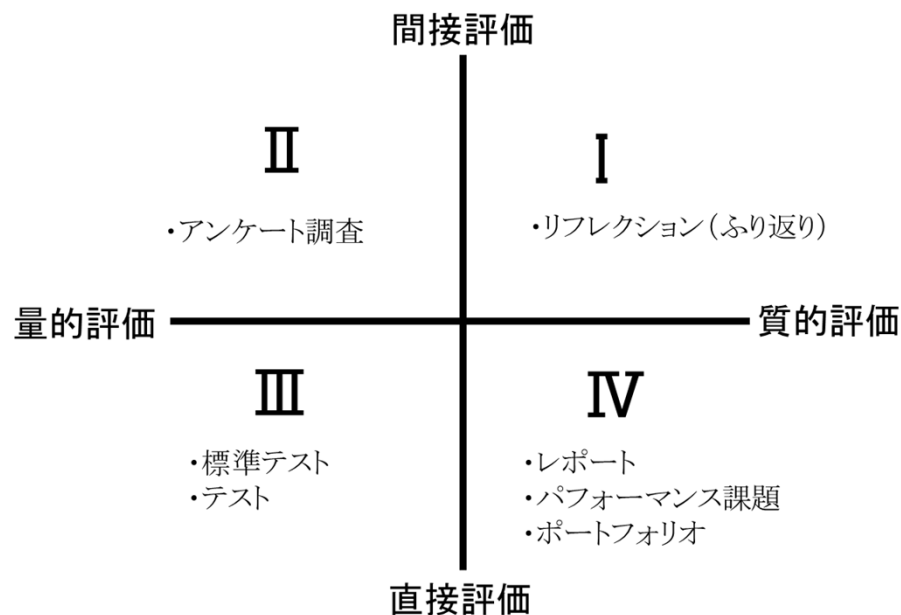 間接評価
Ⅱ
Ⅰ
・アンケート調査
・リフレクション(ふり返り)
量的評価
質的評価
Ⅲ
Ⅳ
・標準テスト
・テスト
・レポート
・パフォーマンス課題
・ポートフォリオ
直接評価